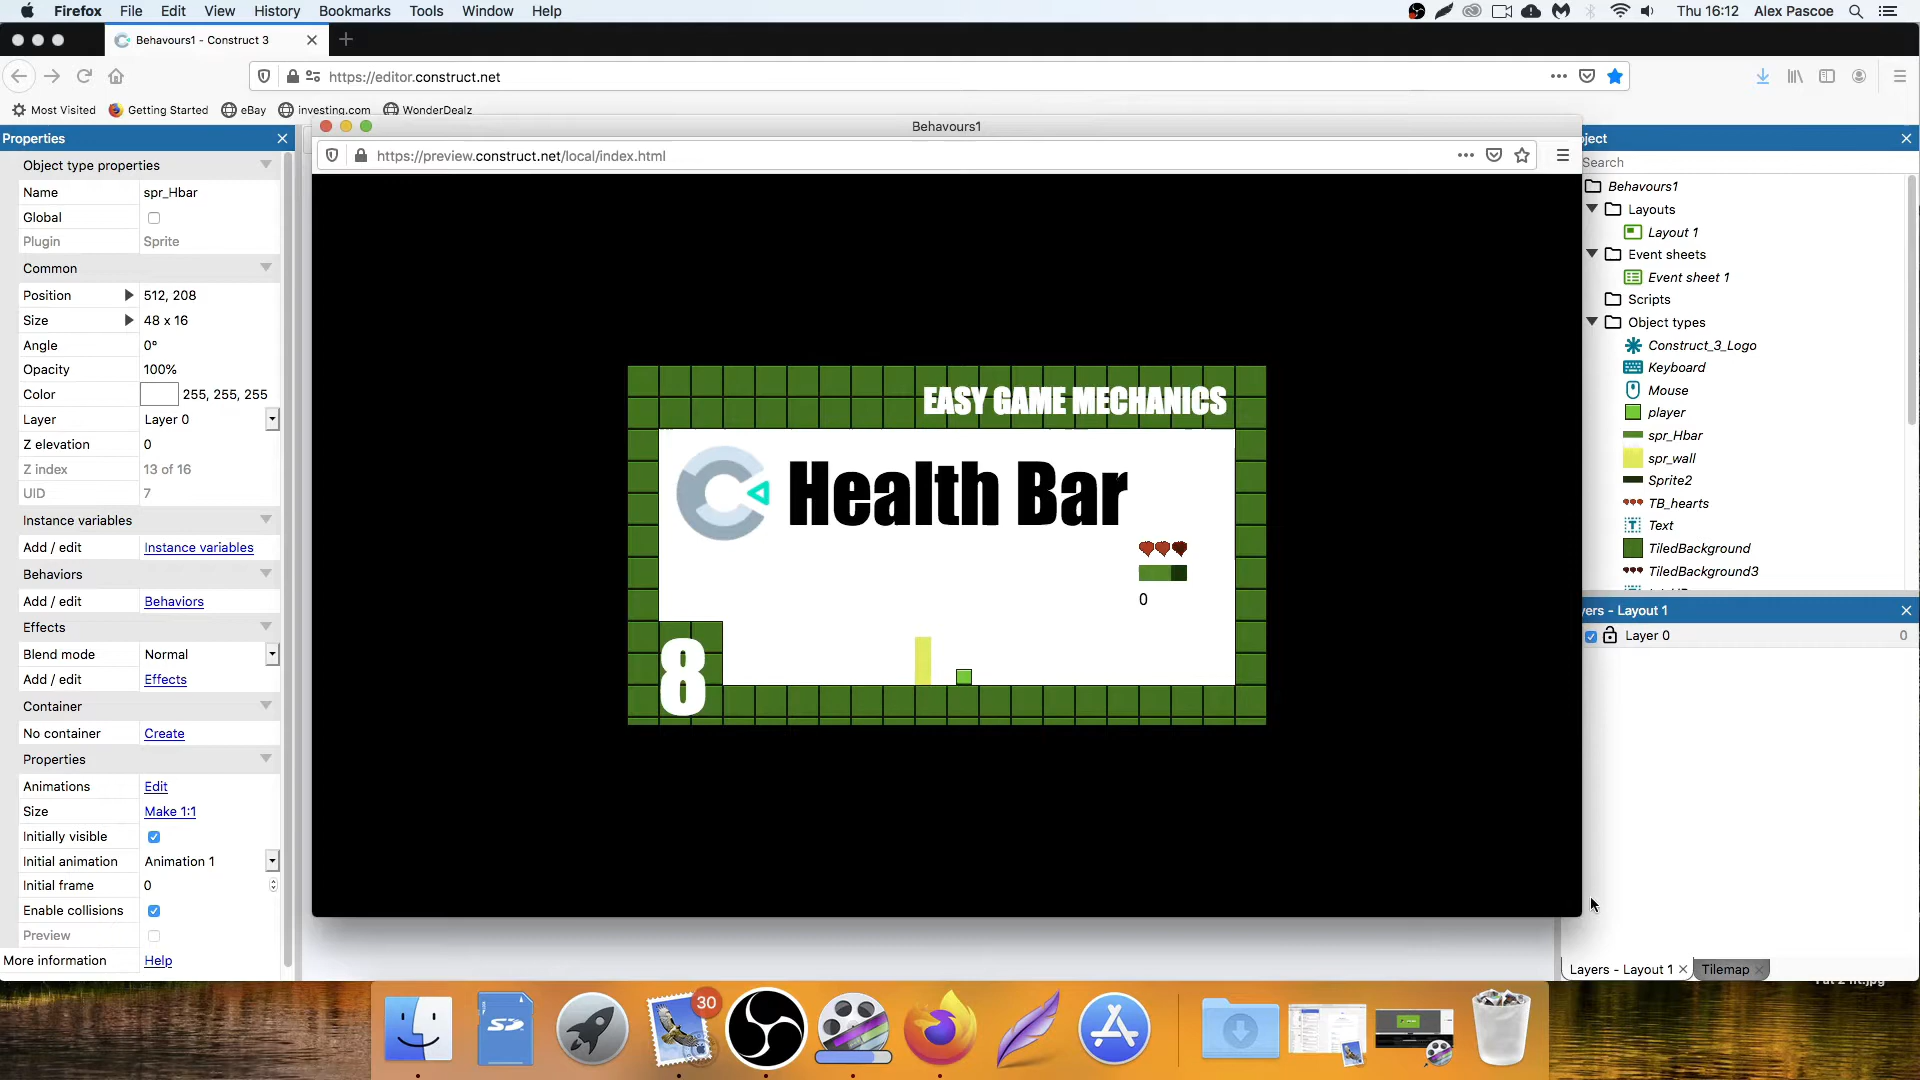 Firefox File Edit View History Bookmarks Tools Window Help Thu 16:12 Alex Pascoe
Behavours1 - Construct 3
https://editor.construct.net
Most Visited Getting Started eBay investing.com WonderDealz
Properties
Object type properties
Name spr_Hbar
Global
Plugin Sprite
Common
Position 512, 208
Size 48 x 16
Angle 0°
Opacity 100%
Color 255, 255, 255
Layer Layer 0
Z elevation 0
Z index 13 of 16
UID 7
Instance variables
Add / edit Instance variables
Behaviors
Add / edit Behaviors
Effects
Blend mode Normal
Add / edit Effects
Container
No container Create
Properties
Animations Edit
Size Make 1:1
Initially visible
Initial animation Animation 1
Initial frame 0
Enable collisions
Preview
More information Help
Behavours1
https://preview.construct.net/local/index.html
EASY GAME MECHANICS
Health Bar
0
8
ject
Search
Behavours1
Layouts
Layout 1
Event sheets
Event sheet 1
Scripts
Object types
Construct_3_Logo
Keyboard
Mouse
player
spr_Hbar
spr_wall
Sprite2
TB_hearts
Text
TiledBackground
TiledBackground3
yers - Layout 1
Layer 0 0
Layers - Layout 1 Tilemap
30
SD